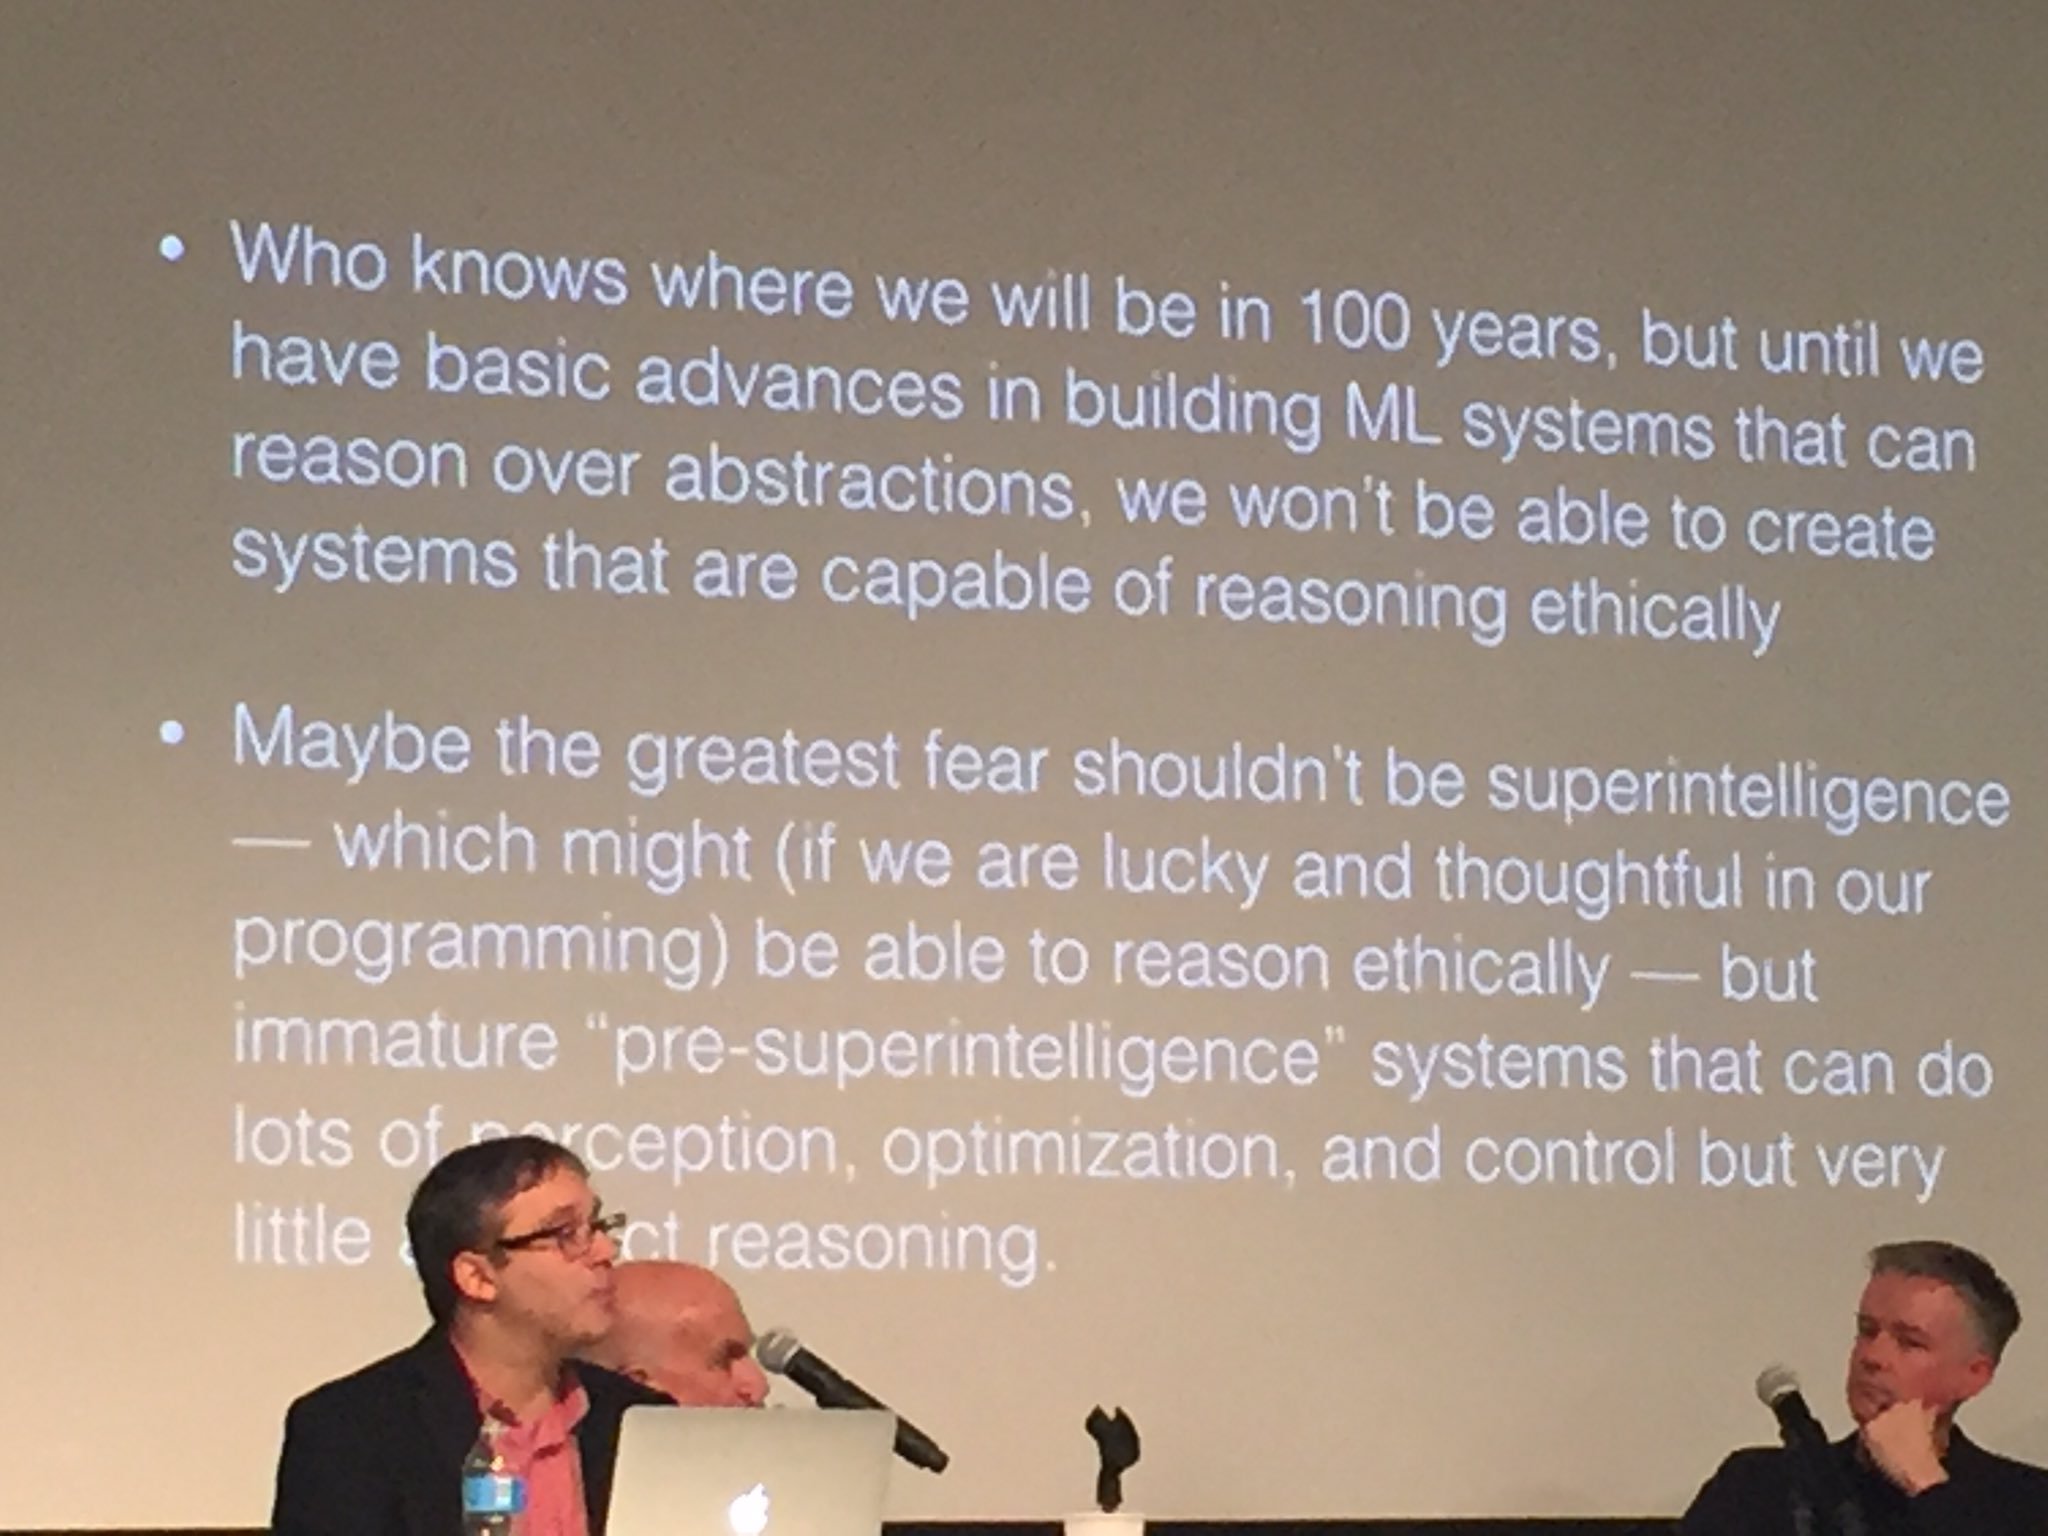 • Who knows where we will be in 100 years, but until we
have basic advances in building ML systems that can
reason over abstractions, we won't be able to create
systems that are capable of reasoning ethically
• Maybe the greatest fear shouldn't be superintelligence
— which might (if we are lucky and thoughtful in our
programming) be able to reason ethically — but
immature “pre-superintelligence” systems that can do
lots of perception, optimization, and control but very
little reasoning.